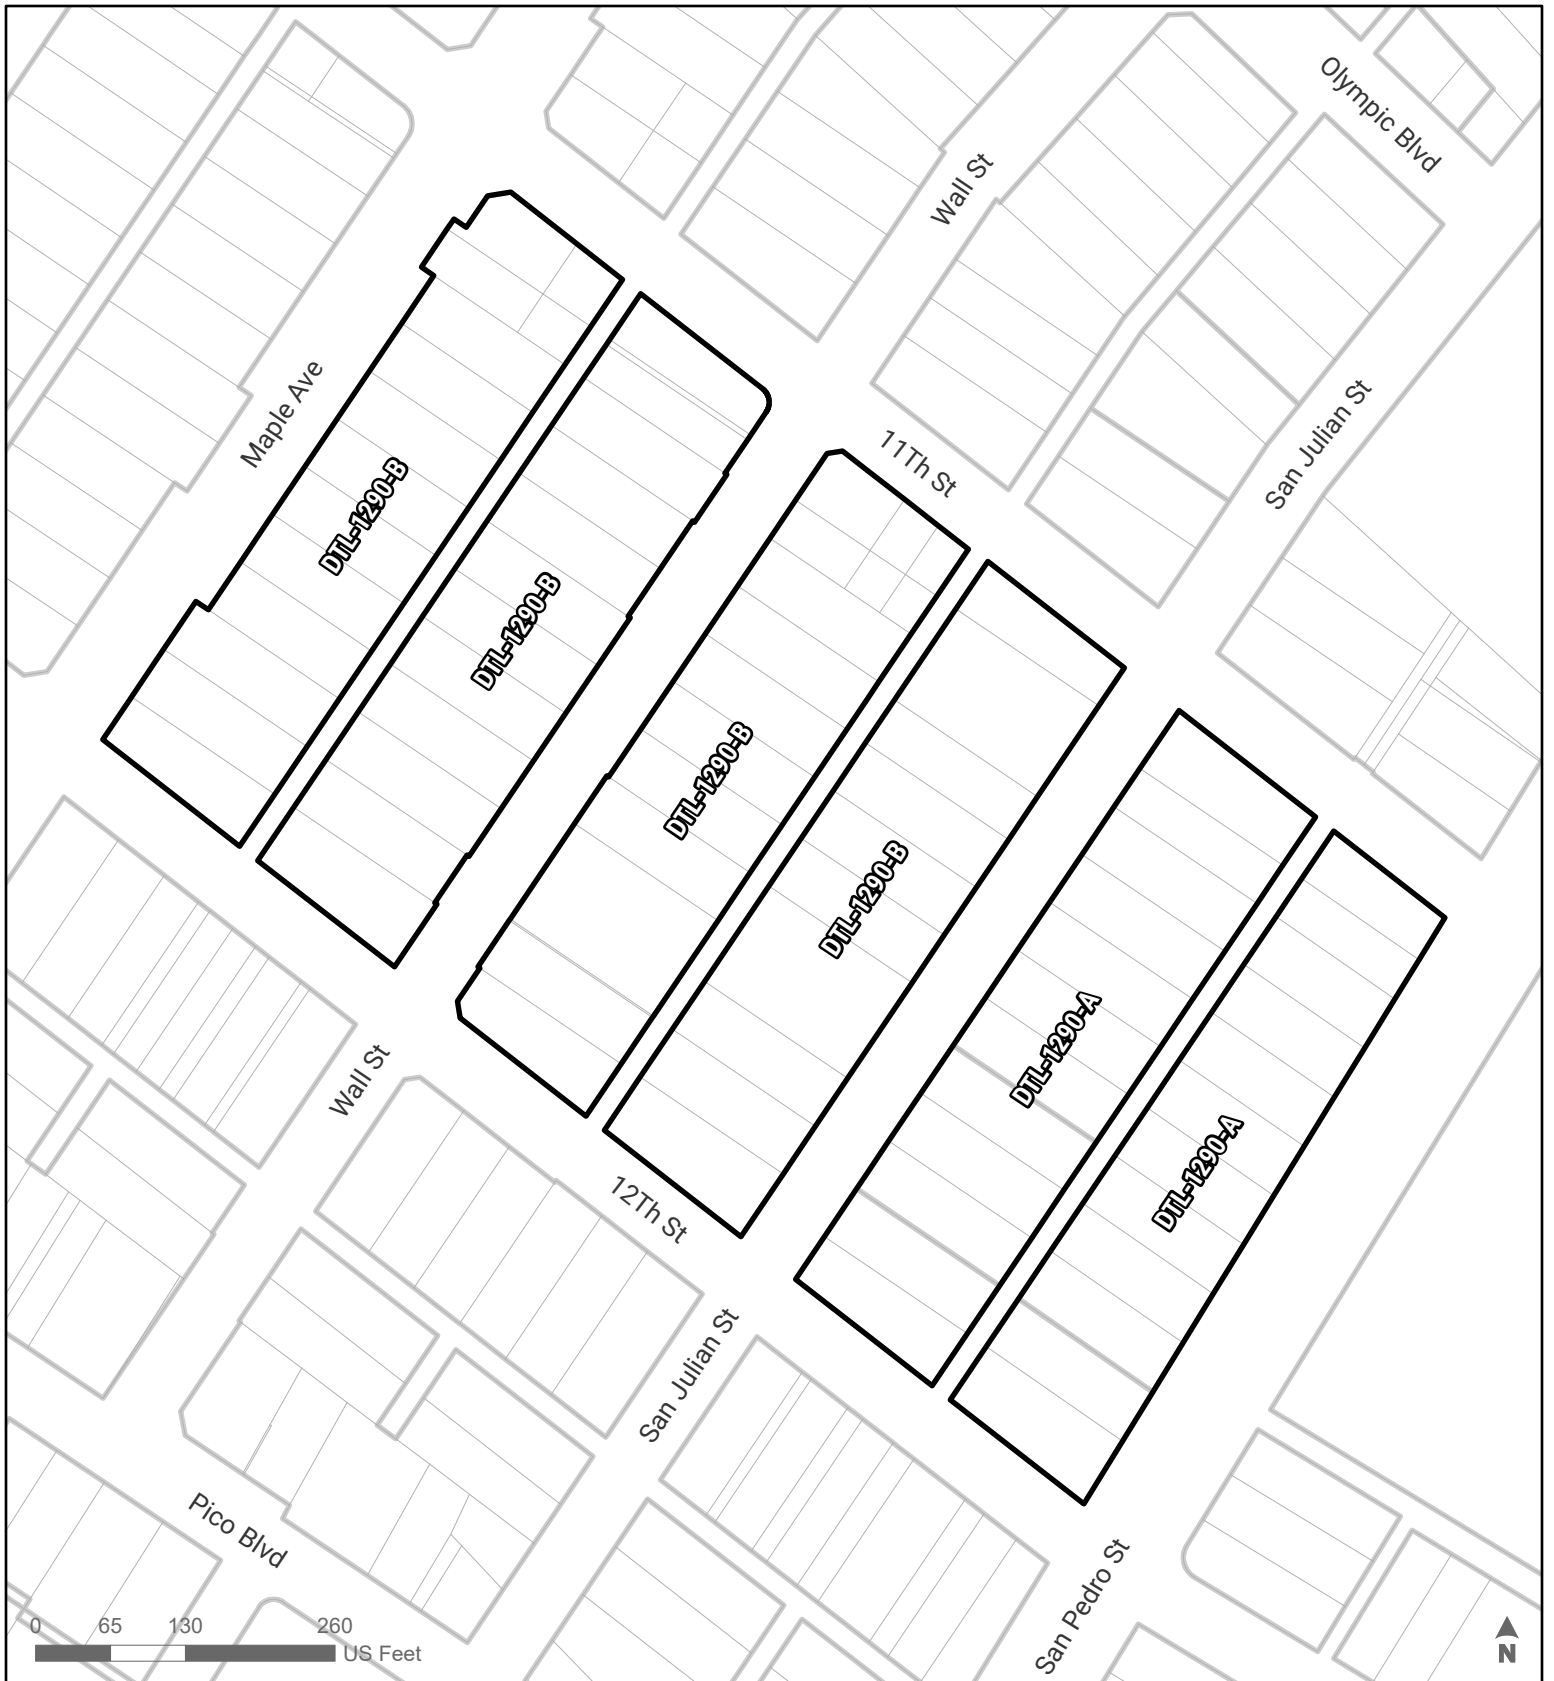 Olympic Blvd
Wall St
Maple Ave
San Julian St
11Th St
DTL-1290-B
DTL-1290-B
DTL-1290-B
DTL-1290-B
DTL-1290-A
DTL-1290-A
Wall St
12Th St
San Julian St
Pico Blvd
San Pedro St
0 65 130 260
US Feet
N